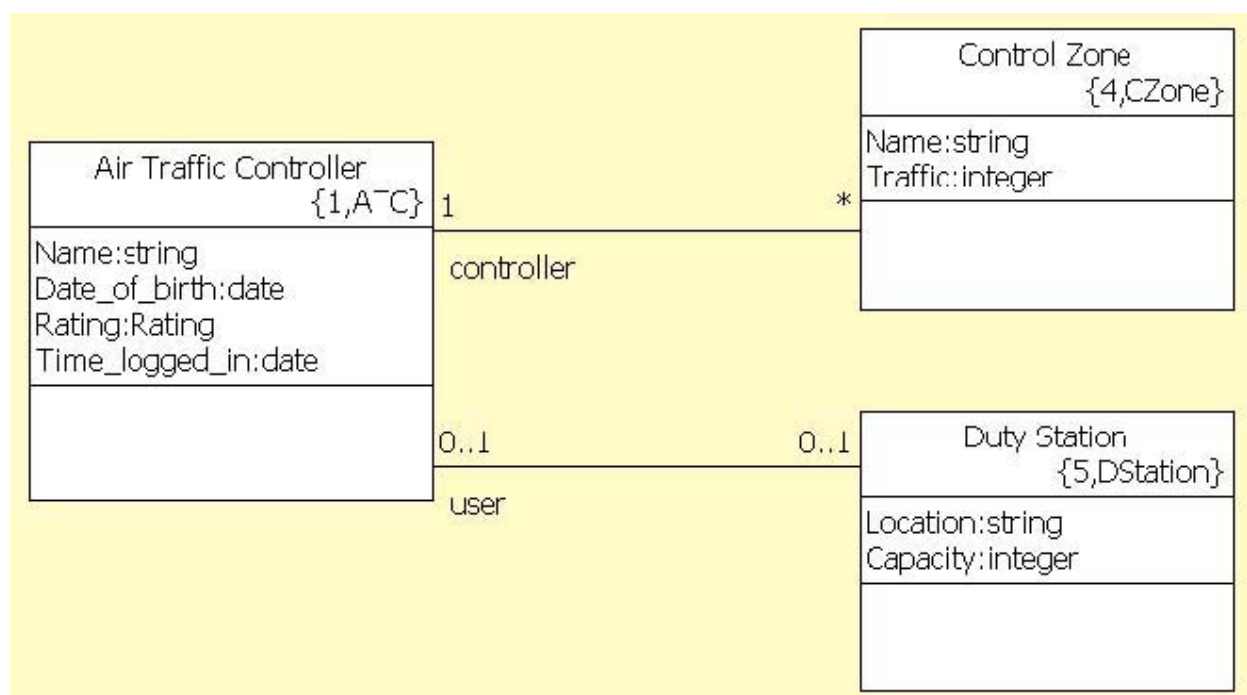 Air Traffic Controller
{1,A¯C}
Name:string
Date_of_birth:date
Rating:Rating
Time_logged_in:date
1
*
controller
0..1
0..1
user
Control Zone
{4,CZone}
Name:string
Traffic:integer
Duty Station
{5,DStation}
Location:string
Capacity:integer